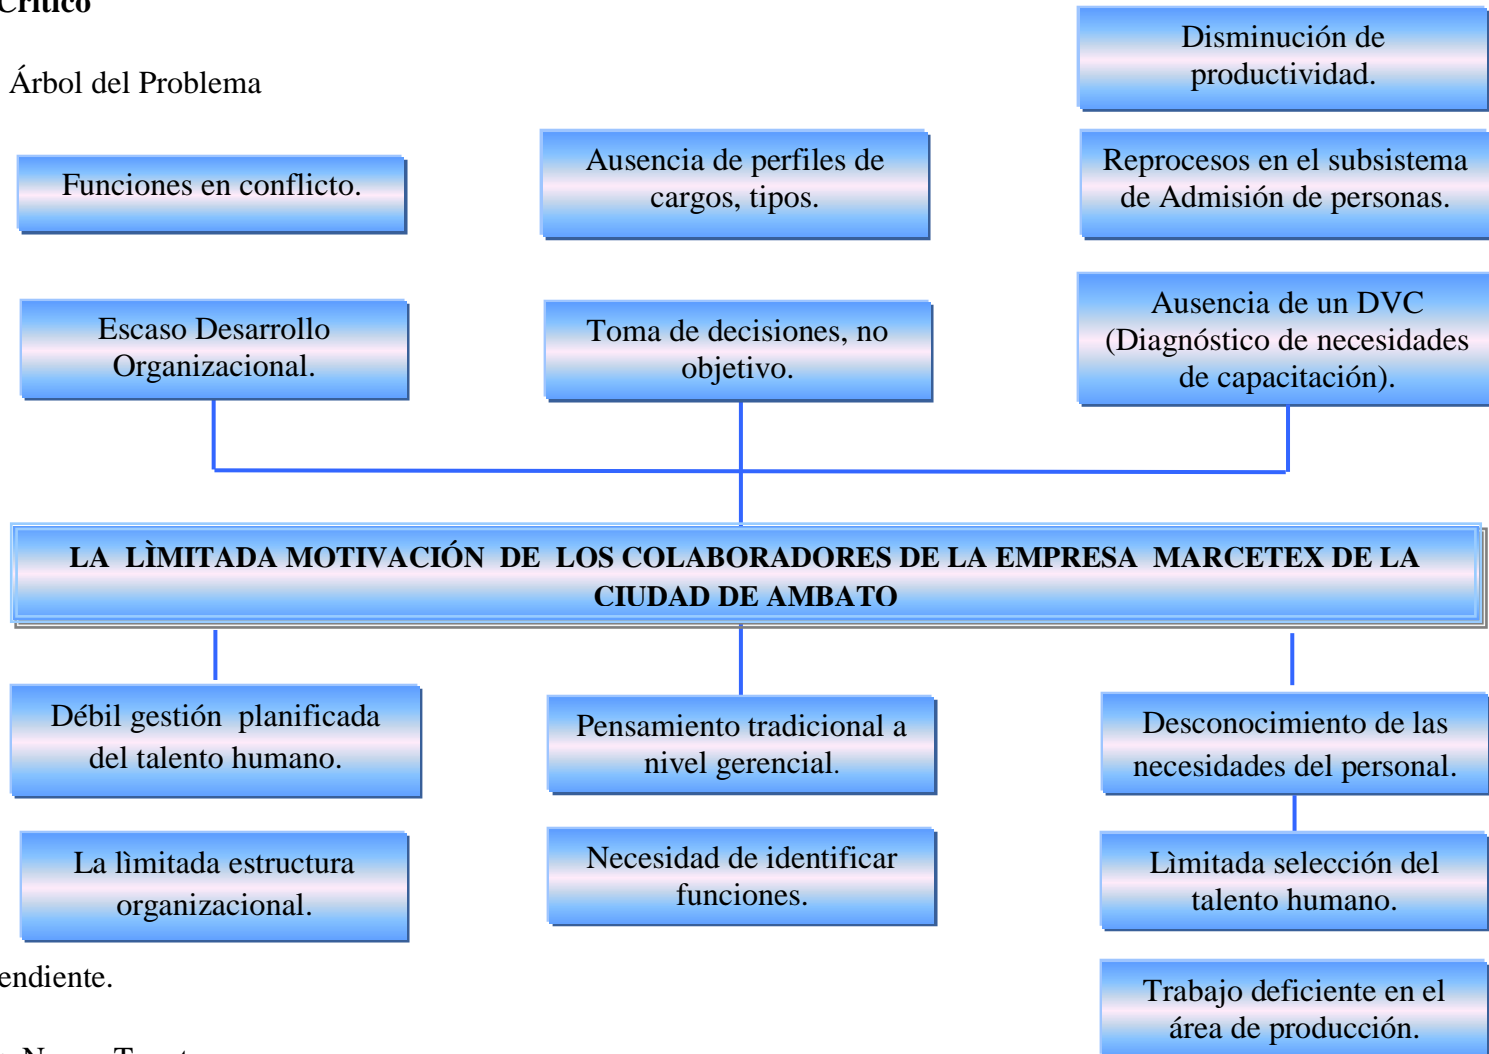 Crítico
Árbol del Problema
Disminución de
productividad.
Funciones en conflicto.
Ausencia de perfiles de
cargos, tipos.
Reprocesos en el subsistema
de Admisión de personas.
Escaso Desarrollo
Organizacional.
Toma de decisiones, no
objetivo.
Ausencia de un DVC
(Diagnóstico de necesidades
de capacitación).
LA LÌMITADA MOTIVACIÓN DE LOS COLABORADORES DE LA EMPRESA MARCETEX DE LA
CIUDAD DE AMBATO
Débil gestión planificada
del talento humano.
Pensamiento tradicional a
nivel gerencial.
Desconocimiento de las
necesidades del personal.
La lìmitada estructura
organizacional.
Necesidad de identificar
funciones.
Lìmitada selección del
talento humano.
endiente.
Trabajo deficiente en el
área de producción.